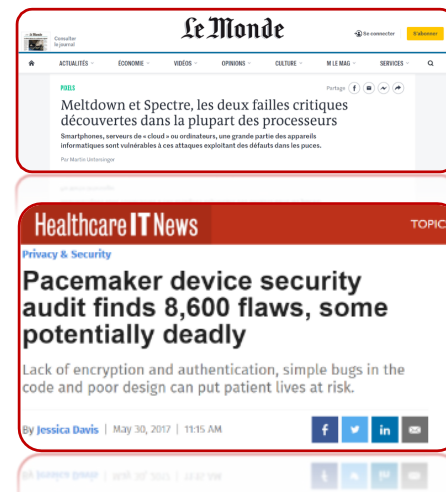 Consulter
le journal
Le Monde
Se connecter
S'abonner
ACTUALITÉS
ÉCONOMIE
VIDÉOS
OPINIONS
CULTURE
M LE MAG
SERVICES
PIXELS
Partage
Meltdown et Spectre, les deux failles critiques
découvertes dans la plupart des processeurs
Smartphones, serveurs de « cloud » ou ordinateurs, une grande partie des appareils
informatiques sont vulnérables à ces attaques exploitant des défauts dans les puces.
Par Martin Untersinger
Healthcare IT News
TOPIC
Privacy & Security
Pacemaker device security
audit finds 8,600 flaws, some
potentially deadly
Lack of encryption and authentication, simple bugs in the
code and poor design can put patient lives at risk.
By Jessica Davis | May 30, 2017 | 11:15 AM